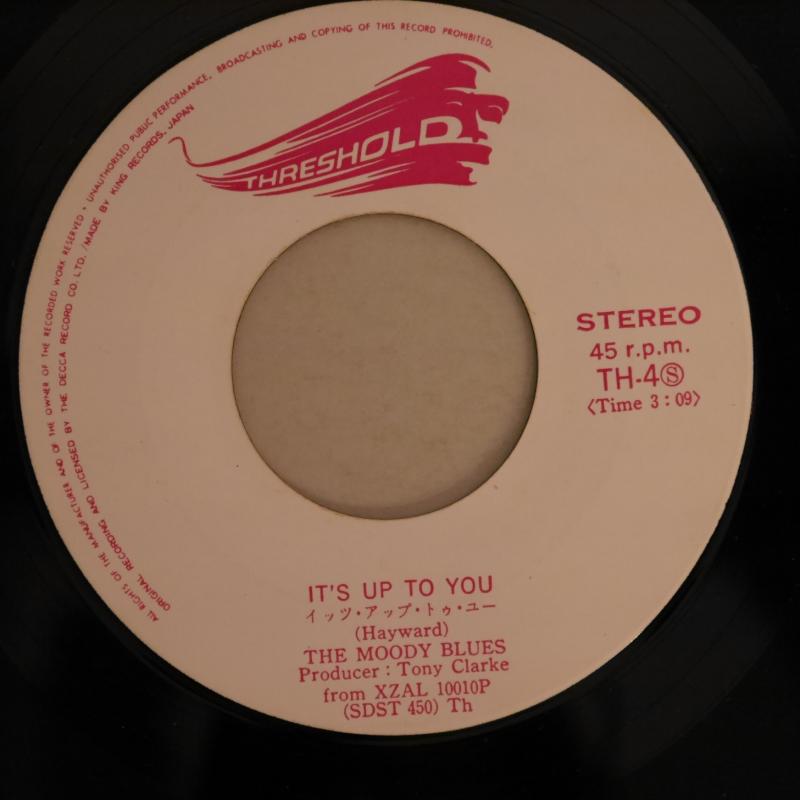 ALL RIGHTS OF THE MANUFACTURER AND OF THE OWNER OF THE RECORDED WORK RESERVED • UNAUTHORISED PUBLIC PERFORMANCE, BROADCASTING AND COPYING OF THIS RECORD PROHIBITED.
ORIGINAL RECORDING AND LICENSED BY THE DECCA RECORD CO. LTD. /MADE BY KING RECORDS, JAPAN
THRESHOLD
STEREO
45 r.p.m.
TH-4Ⓢ
〈Time 3 : 09〉
IT'S UP TO YOU
イッツ・アップ・トゥ・ユー
(Hayward)
THE MOODY BLUES
Producer : Tony Clarke
from XZAL 10010P
(SDST 450) Th